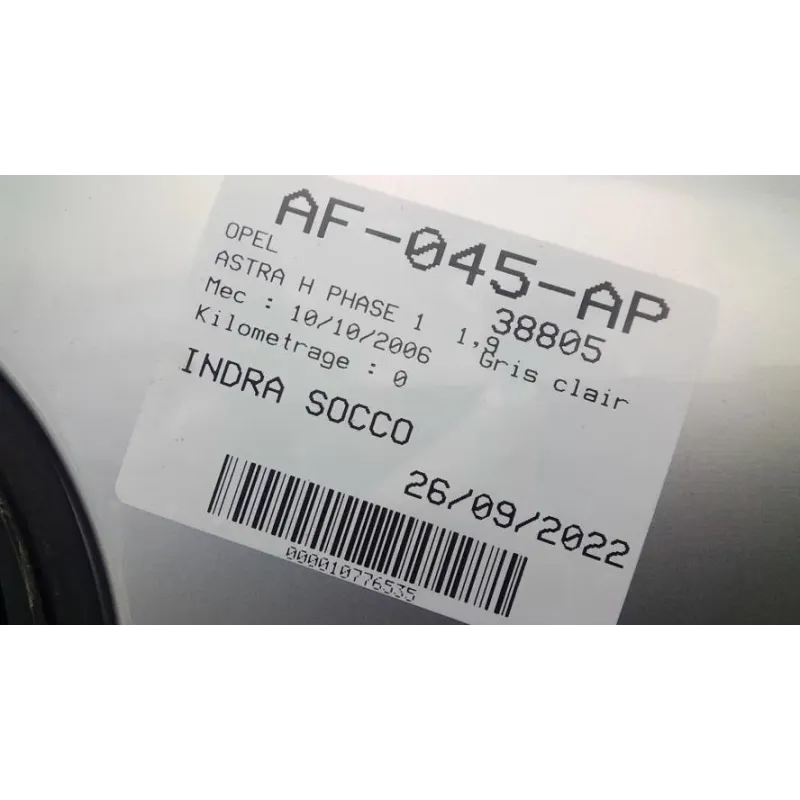 AF-045-AP
OPEL
38805
ASTRA H PHASE 1 1,9
Mec : 10/10/2006 Gris clair
Kilometrage : 0
INDRA SOCCO
26/09/2022
000010776535